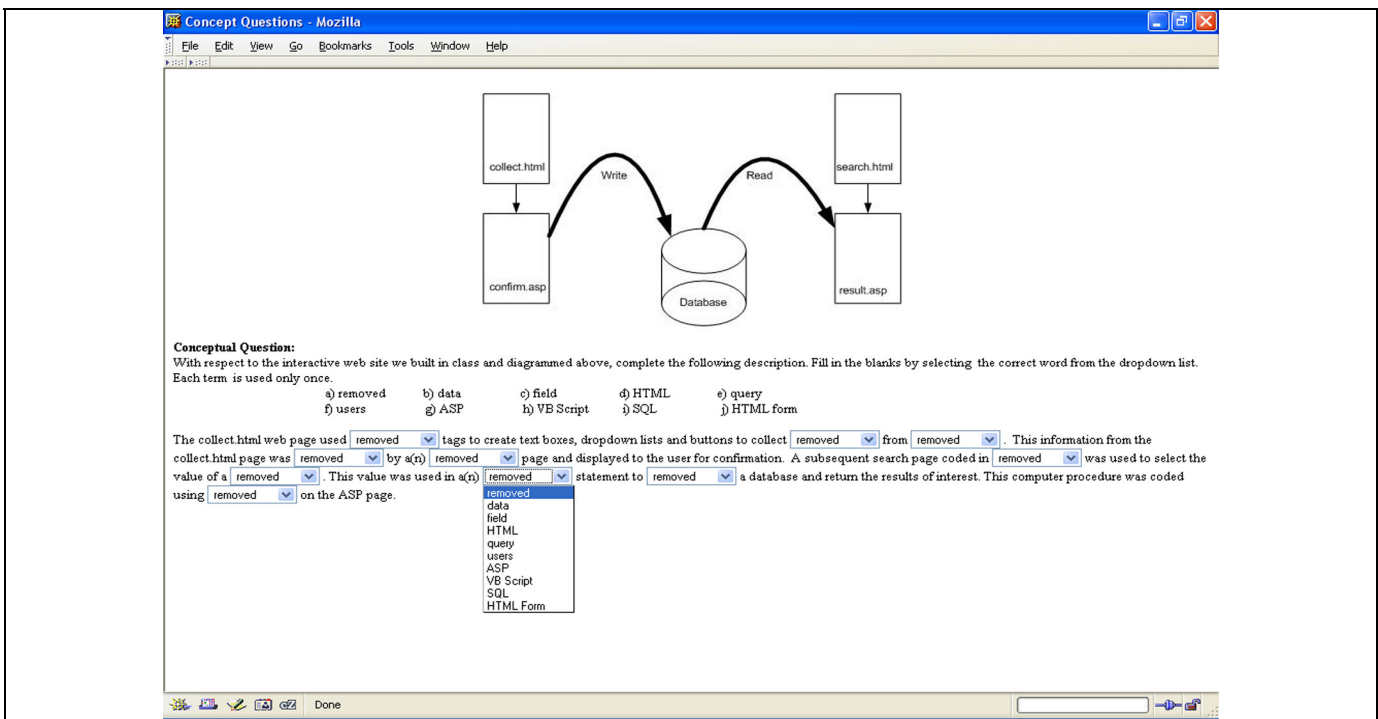 Concept Questions - Mozilla
File Edit View Go Bookmarks Tools Window Help
collect.html
search.html
Write
Read
confirm.asp
result.asp
Database
Conceptual Question:
With respect to the interactive web site we built in class and diagrammed above, complete the following description. Fill in the blanks by selecting the correct word from the dropdown list.
Each term is used only once.
a) removed b) data c) field d) HTML e) query
f) users g) ASP h) VB Script i) SQL j) HTML form
The collect.html web page used removed tags to create text boxes, dropdown lists and buttons to collect removed from removed . This information from the
collect.html page was removed by a(n) removed page and displayed to the user for confirmation. A subsequent search page coded in removed was used to select the
value of a removed . This value was used in a(n) removed statement to removed a database and return the results of interest. This computer procedure was coded
using removed on the ASP page.
removed
data
field
HTML
query
users
ASP
VB Script
SQL
HTML Form
Done